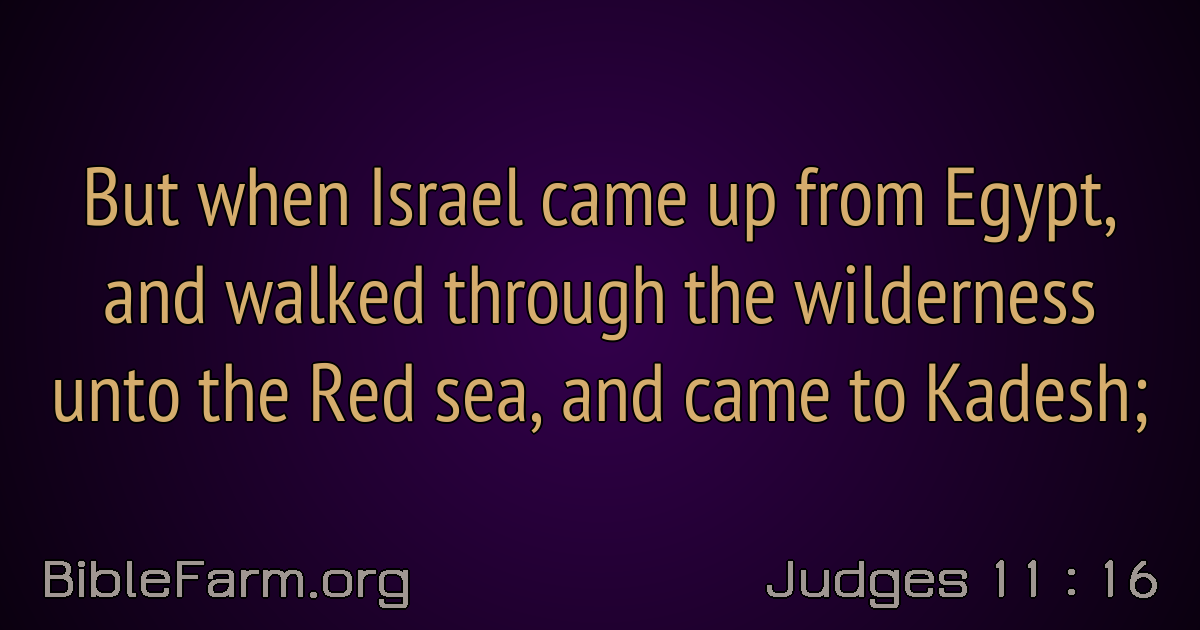 But when Israel came up from Egypt,
and walked through the wilderness
unto the Red sea, and came to Kadesh;
BibleFarm.org
Judges 11 : 16